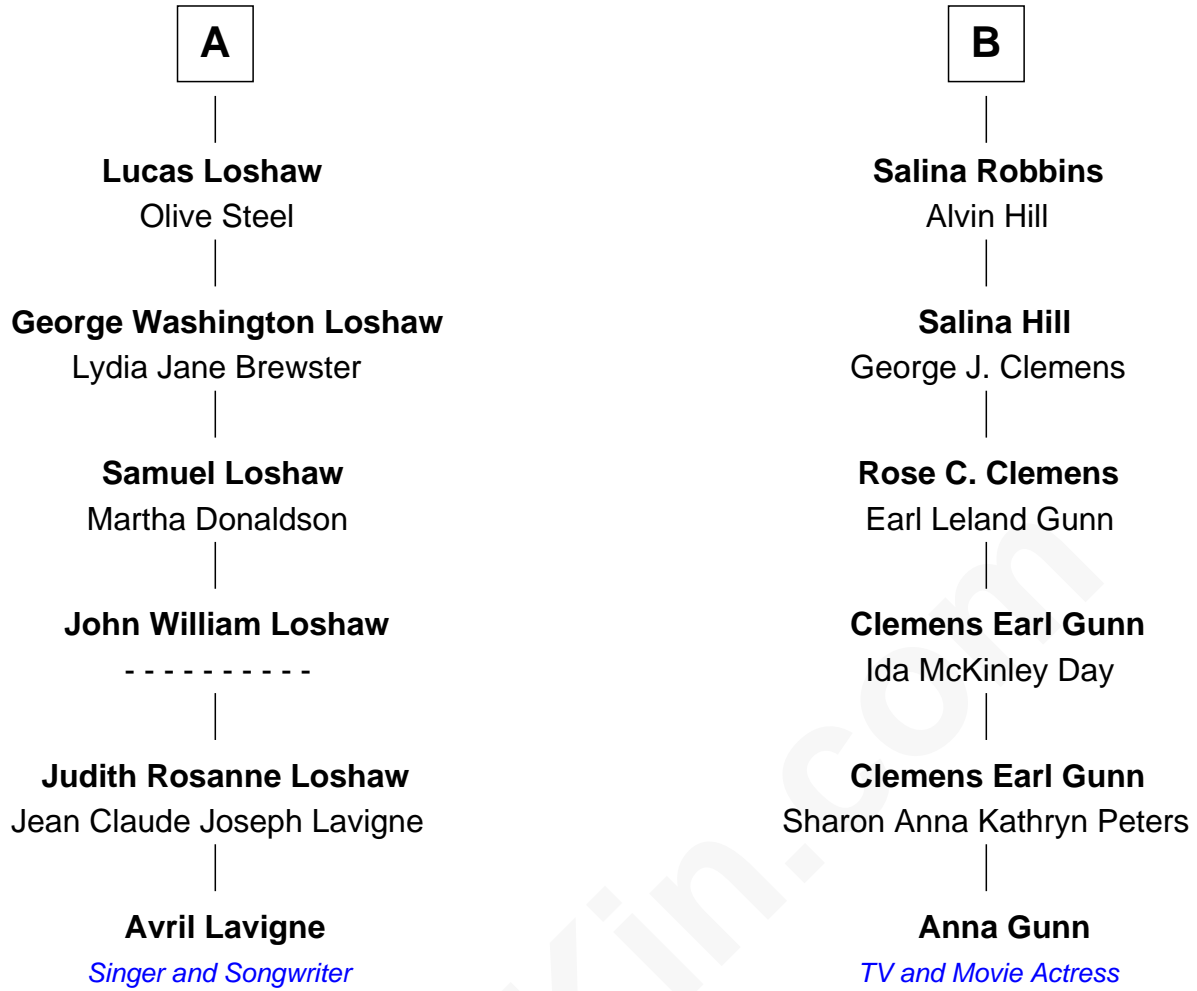 A
Lucas Loshaw
Olive Steel
George Washington Loshaw
Lydia Jane Brewster
Samuel Loshaw
Martha Donaldson
John William Loshaw
- - - - - - - - - -
Judith Rosanne Loshaw
Jean Claude Joseph Lavigne
Avril Lavigne
Singer and Songwriter
B
Salina Robbins
Alvin Hill
Salina Hill
George J. Clemens
Rose C. Clemens
Earl Leland Gunn
Clemens Earl Gunn
Ida McKinley Day
Clemens Earl Gunn
Sharon Anna Kathryn Peters
Anna Gunn
TV and Movie Actress
kin.com